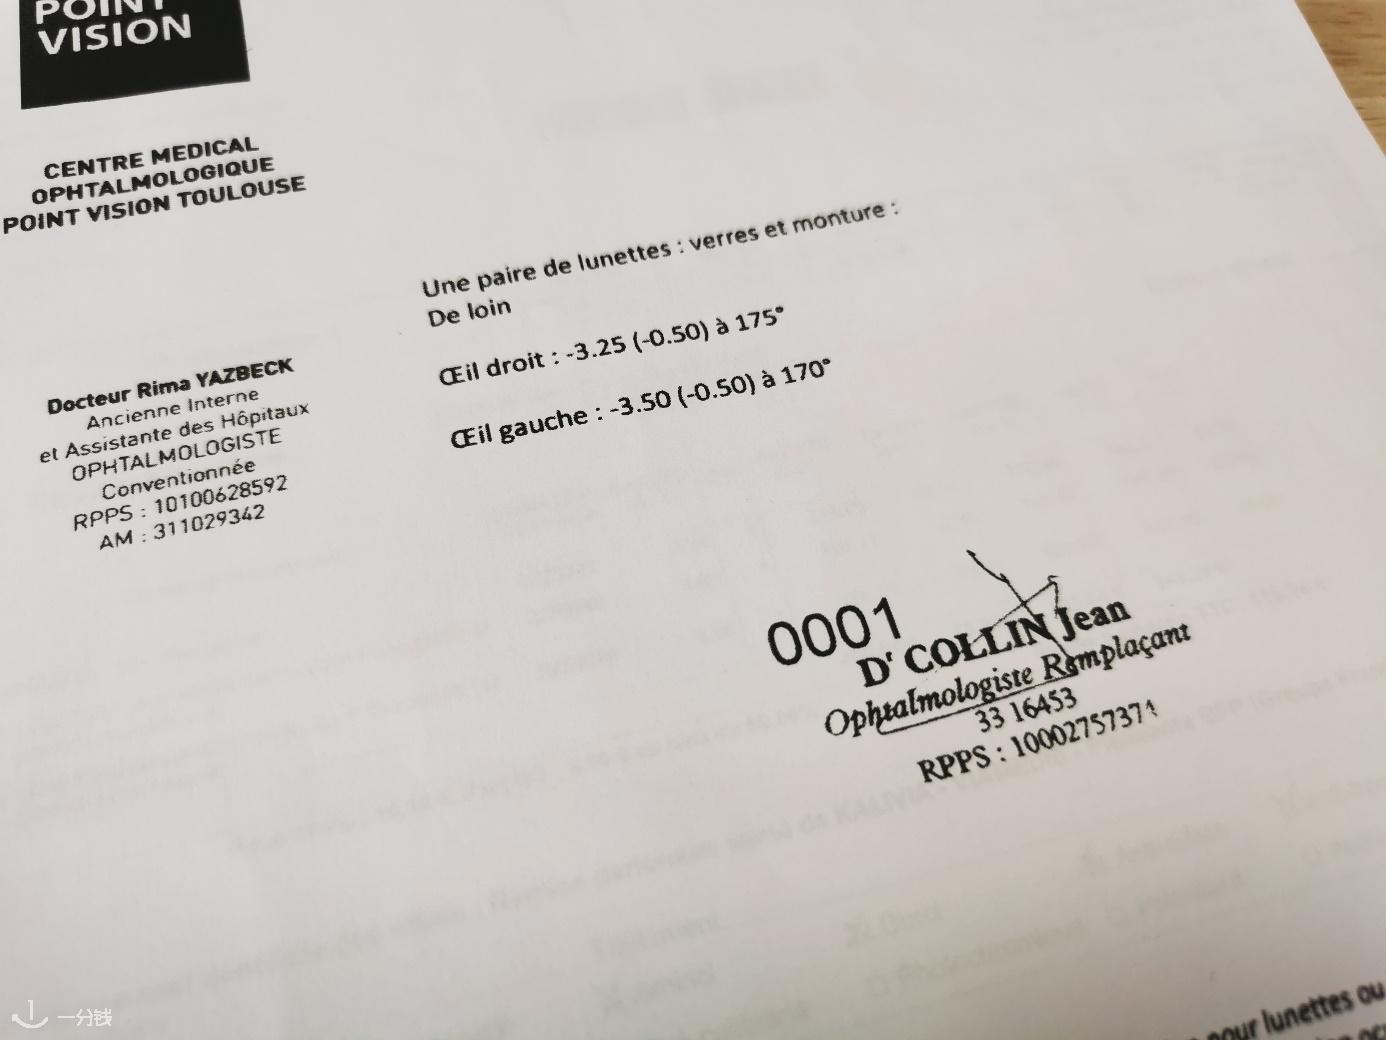 POINT
VISION
CENTRE MEDICAL
OPHTALMOLOGIQUE
POINT VISION TOULOUSE
Une paire de lunettes : verres et monture :
De loin
Œil droit : -3.25 (-0.50) à 175°
Œil gauche : -3.50 (-0.50) à 170°
Docteur Rima YAZBECK
Ancienne Interne
et Assistante des Hôpitaux
OPHTALMOLOGISTE
Conventionnée
RPPS : 10100628592
AM : 311029342
0001
Dr COLLIN Jean
Ophtalmologiste Remplaçant
33 16453
RPPS : 10002757371
pour lunettes ou
一分钱